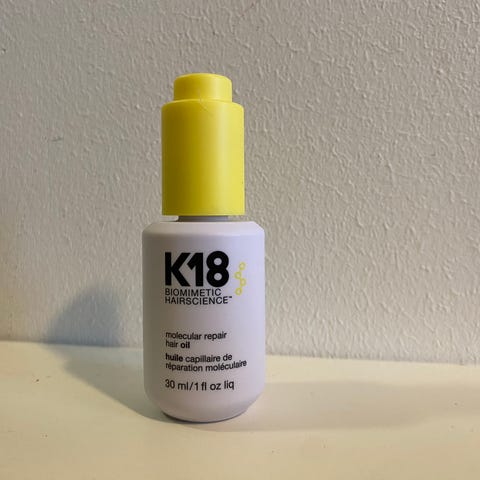 K18
BIOMIMETIC
HAIRSCIENCE™
molecular repair
hair oil
huile capillaire de
réparation moléculaire
30 ml/1 fl oz liq